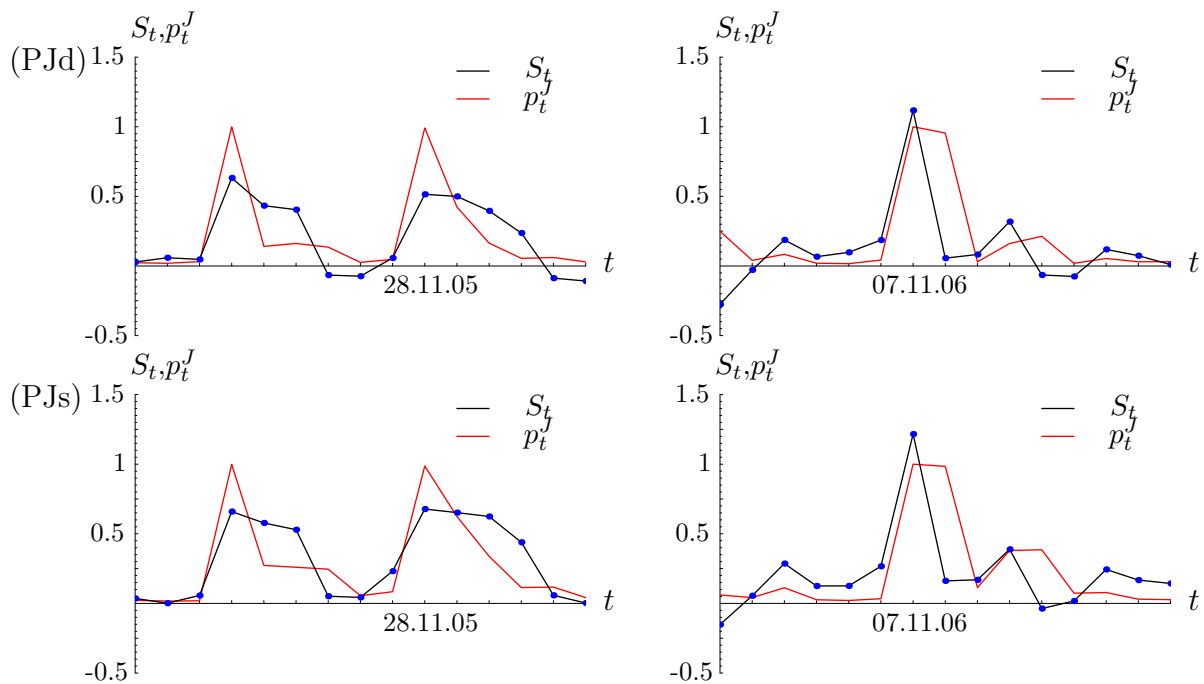 (PJd)
S_t,p_t^J
1.5
1
0.5
-0.5
S_t
p_t^J
28.11.05
t
S_t,p_t^J
1.5
1
0.5
-0.5
S_t
p_t^J
07.11.06
t
(PJs)
S_t,p_t^J
1.5
1
0.5
-0.5
S_t
p_t^J
28.11.05
t
S_t,p_t^J
1.5
1
0.5
-0.5
S_t
p_t^J
07.11.06
t